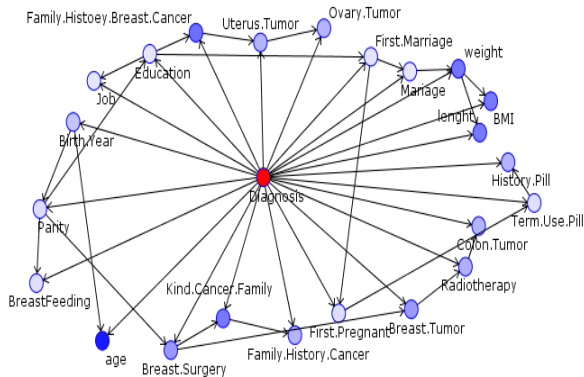 Family.Histoey.Breast.Cancer
Uterus.Tumor
Ovary.Tumor
Education
First.Marriage
weight
Job
Manage
BMI
lenght
Birth.Year
History.Pill
Diagnosis
Term.Use.Pill
Parity
Colon.Tumor
BreastFeeding
Kind.Cancer.Family
Radiotherapy
First.Pregnant
Breast.Tumor
age
Breast.Surgery
Family.History.Cancer